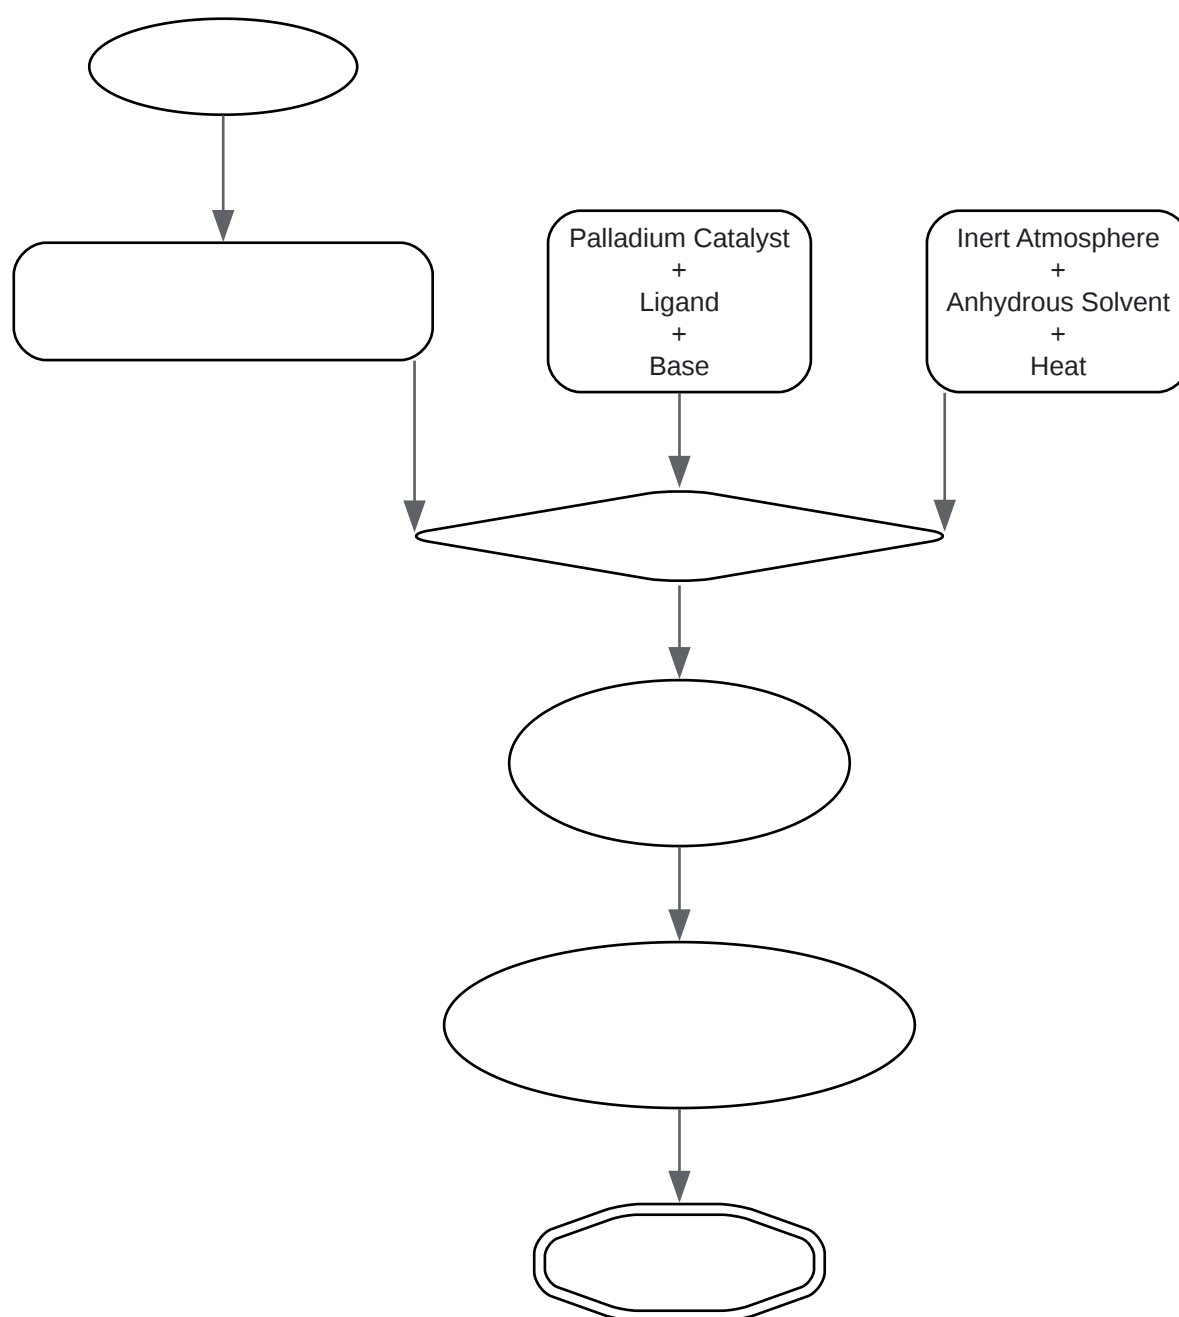 Palladium Catalyst
+
Ligand
+
Base
Inert Atmosphere
+
Anhydrous Solvent
+
Heat